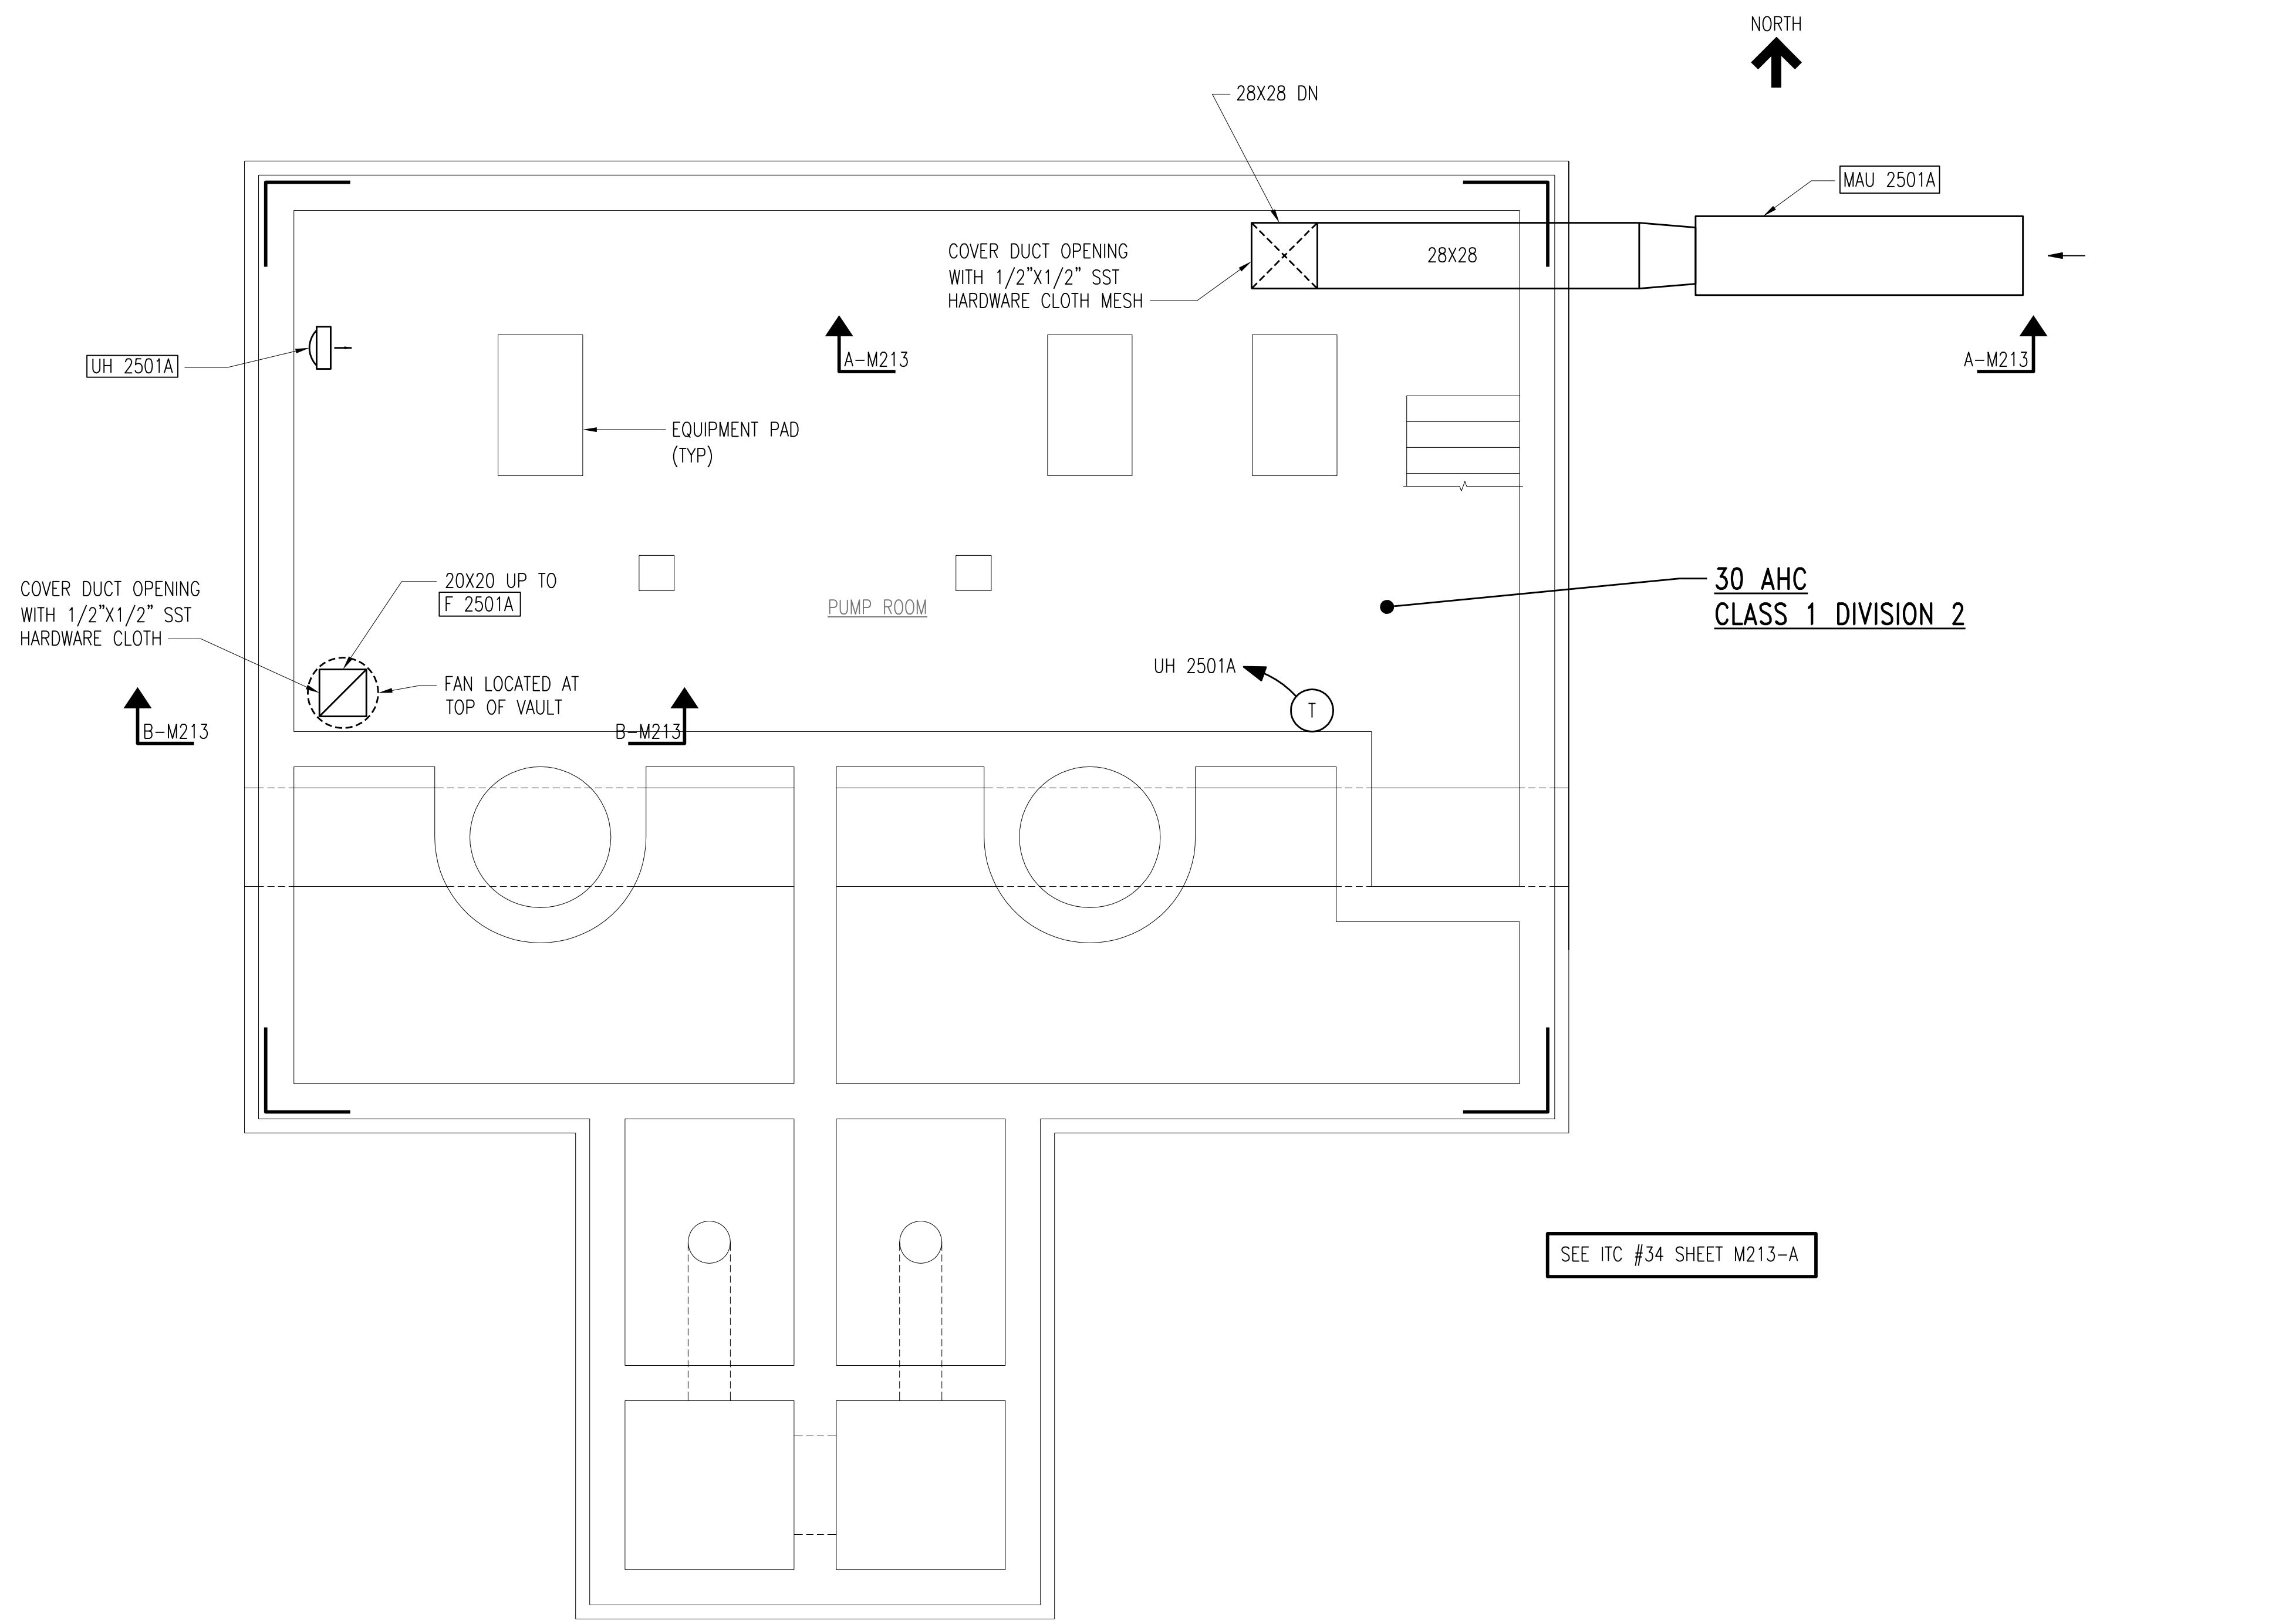 NORTH
28X28 DN
MAU 2501A
COVER DUCT OPENING
WITH 1/2"X1/2" SST
HARDWARE CLOTH MESH
28X28
UH 2501A
A-M213
A-M213
EQUIPMENT PAD
(TYP)
COVER DUCT OPENING
WITH 1/2"X1/2" SST
HARDWARE CLOTH
20X20 UP TO
F 2501A
PUMP ROOM
30 AHC
CLASS 1 DIVISION 2
FAN LOCATED AT
TOP OF VAULT
UH 2501A
T
B-M213
B-M213
SEE ITC #34 SHEET M213-A